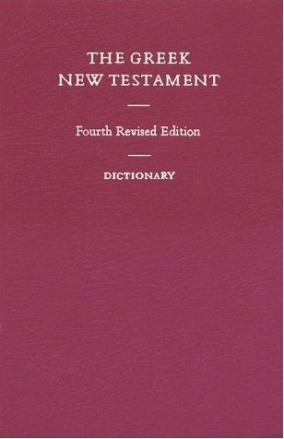 THE GREEK
NEW TESTAMENT
Fourth Revised Edition
DICTIONARY